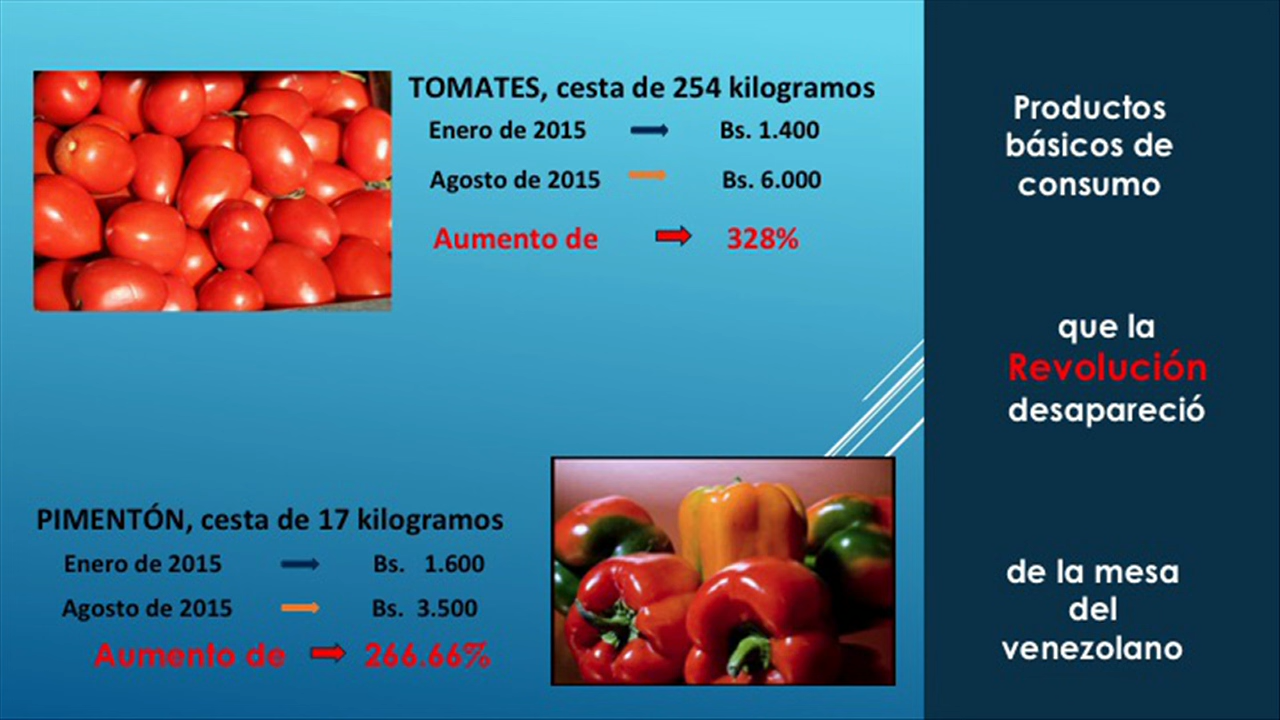 TOMATES, cesta de 254 kilogramos
Enero de 2015 Bs. 1.400
Agosto de 2015 Bs. 6.000
Aumento de 328%
PIMENTÓN, cesta de 17 kilogramos
Enero de 2015 Bs. 1.600
Agosto de 2015 Bs. 3.500
Aumento de 266.66%
Productos
básicos de
consumo
que la
Revolución
desapareció
de la mesa
del
venezolano